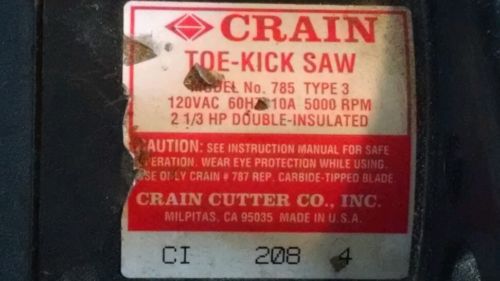 CRAIN
TOE-KICK SAW
MODEL No. 785 TYPE 3
120VAC 60HZ 10A 5000 RPM
2 1/3 HP DOUBLE-INSULATED
CAUTION: SEE INSTRUCTION MANUAL FOR SAFE
OPERATION. WEAR EYE PROTECTION WHILE USING.
USE ONLY CRAIN # 787 REP. CARBIDE-TIPPED BLADE.
CRAIN CUTTER CO., INC.
MILPITAS, CA 95035 MADE IN U.S.A.
CI 208 4